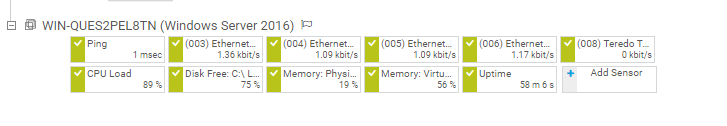 WIN-QUES2PEL8TN (Windows Server 2016)
Ping
1 msec
(003) Ethernet...
1.36 kbit/s
(004) Ethernet...
1.09 kbit/s
(005) Ethernet...
1.09 kbit/s
(006) Ethernet...
1.17 kbit/s
(008) Teredo T...
0 kbit/s
CPU Load
89 %
Disk Free: C:\ L...
75 %
Memory: Physi...
19 %
Memory: Virtu...
56 %
Uptime
58 m 6 s
Add Sensor